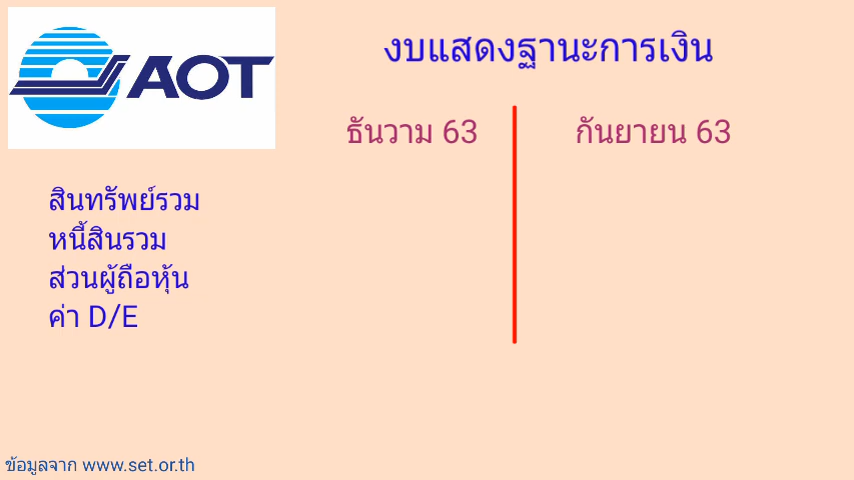 AOT
งบแสดงฐานะการเงิน
ธันวาม 63
กันยายน 63
สินทรัพย์รวม
หนี้สินรวม
ส่วนผู้ถือหุ้น
ค่า D/E
ข้อมูลจาก www.set.or.th